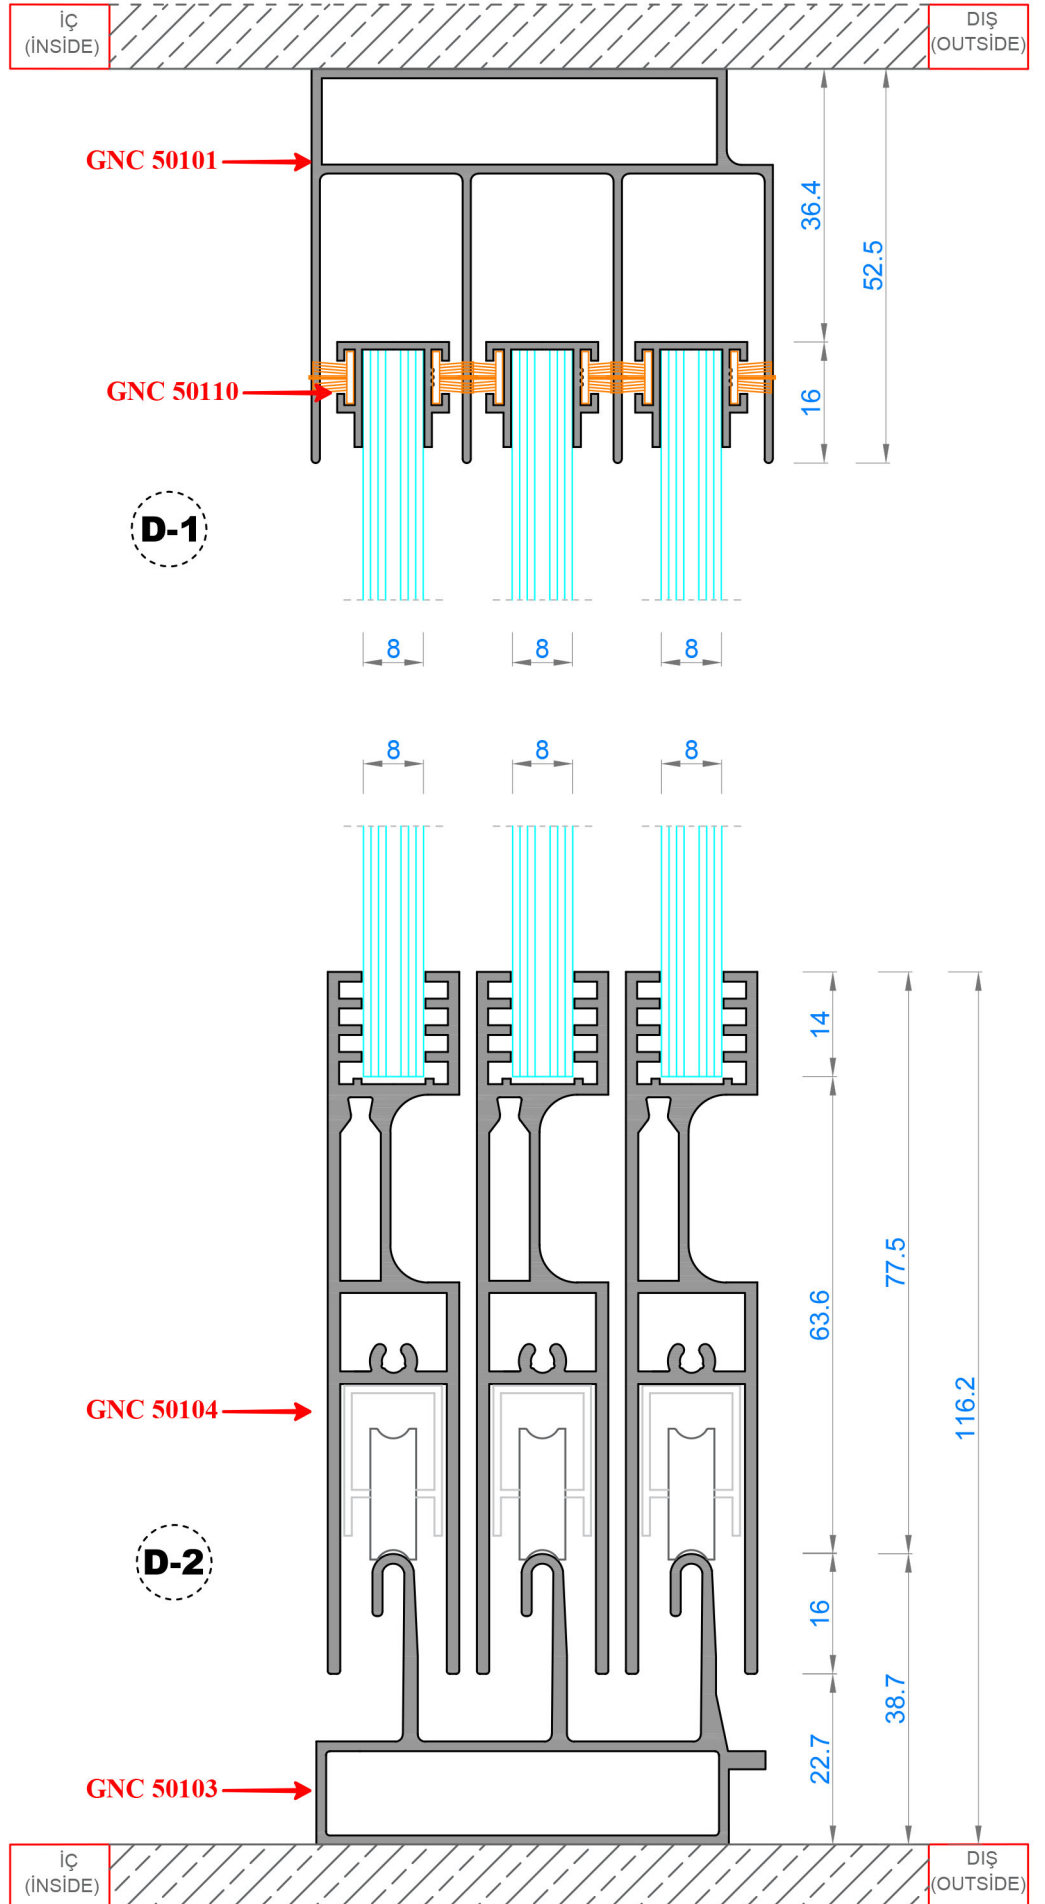 İÇ
(İNSİDE)
DIŞ
(OUTSİDE)
GNC 50101
36.4
52.5
GNC 50110
16
D-1
8
8
8
8
8
8
14
77.5
63.6
116.2
GNC 50104
D-2
16
38.7
22.7
GNC 50103
İÇ
(İNSİDE)
DIŞ
(OUTSİDE)